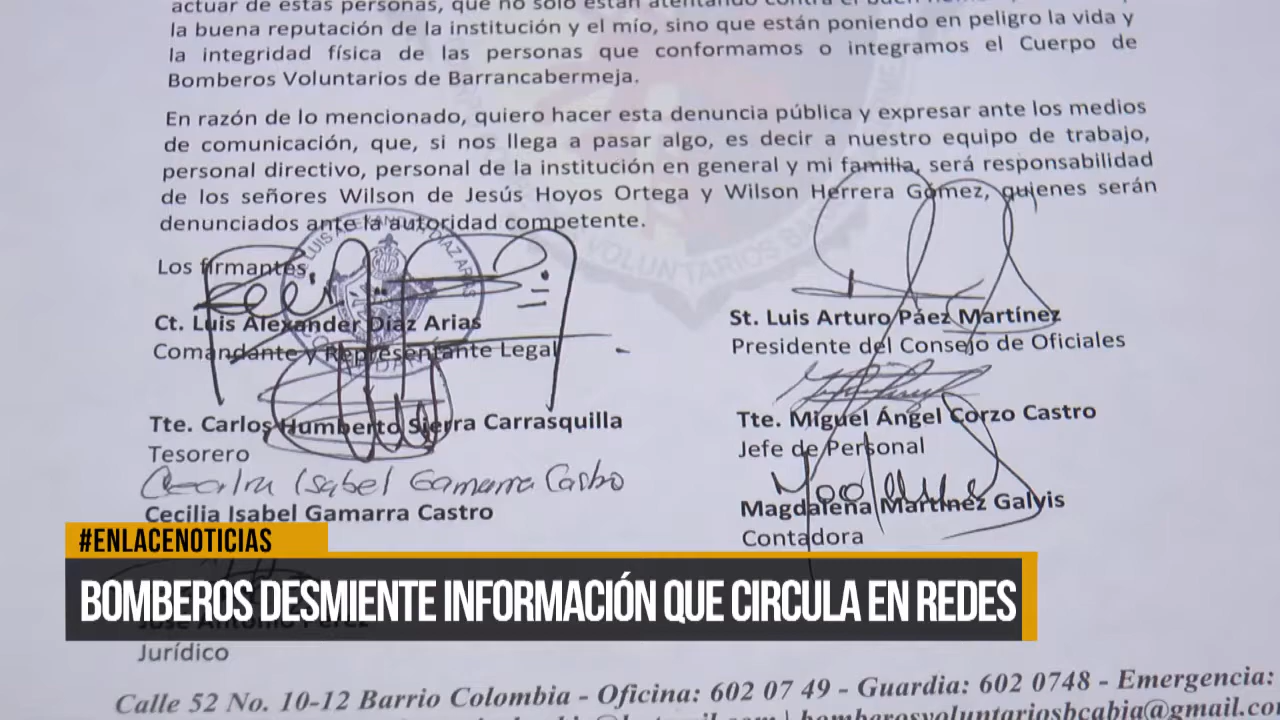 actuar de estas personas, que no solo están atentando contra el buen
la buena reputación de la institución y el mío, sino que están poniendo en peligro la vida y
la integridad física de las personas que conformamos o integramos el Cuerpo de
Bomberos Voluntarios de Barrancabermeja.
En razón de lo mencionado, quiero hacer esta denuncia pública y expresar ante los medios
de comunicación, que, si nos llega a pasar algo, es decir a nuestro equipo de trabajo,
personal directivo, personal de la institución en general y mi familia, será responsabilidad
de los señores Wilson de Jesús Hoyos Ortega y Wilson Herrera Gómez, quienes serán
denunciados ante la autoridad competente.
Los firmantes,
Ct. Luis Alexander Díaz Arias
Comandante y Representante Legal
St. Luis Arturo Páez Martínez
Presidente del Consejo de Oficiales
Tte. Carlos Humberto Sierra Carrasquilla
Tesorero
Tte. Miguel Ángel Corzo Castro
Jefe de Personal
Cecilia Isabel Gamarra Castro
Cecilia Isabel Gamarra Castro
Magdalena Martínez Galvis
Contadora
#ENLACENOTICIAS
BOMBEROS DESMIENTE INFORMACIÓN QUE CIRCULA EN REDES
Jurídico
Calle 52 No. 10-12 Barrio Colombia - Oficina: 602 07 49 - Guardia: 602 0748 - Emergencia:
bomberosvoluntariosbcabja@gmail.co